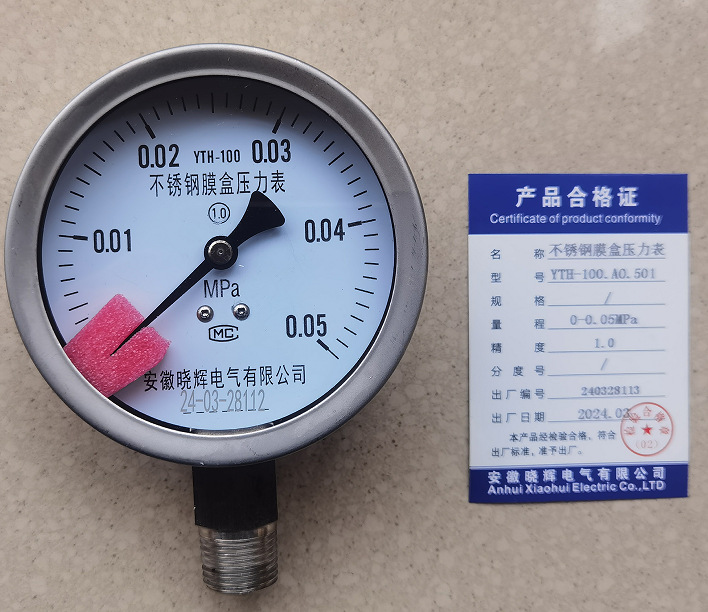 0.02 YTH-100 0.03
不锈钢膜盒压力表
1.0
0.01
0.04
MPa
MC
0.05
安徽晓辉电气有限公司
24-03-28112
产品合格证
Certificate of product conformity
名 称 不锈钢膜盒压力表
型 号 YTH-100.AO.501
规 格 /
量 程 0-0.05MPa
精 度 1.0
分度号 /
出厂编号 240328113
出厂日期 2024.03
本产品经检验合格，符合
出厂标准，准予出厂。
(02)
安徽晓辉电气有限公司
Anhui Xiaohui Electric Co.,LTD